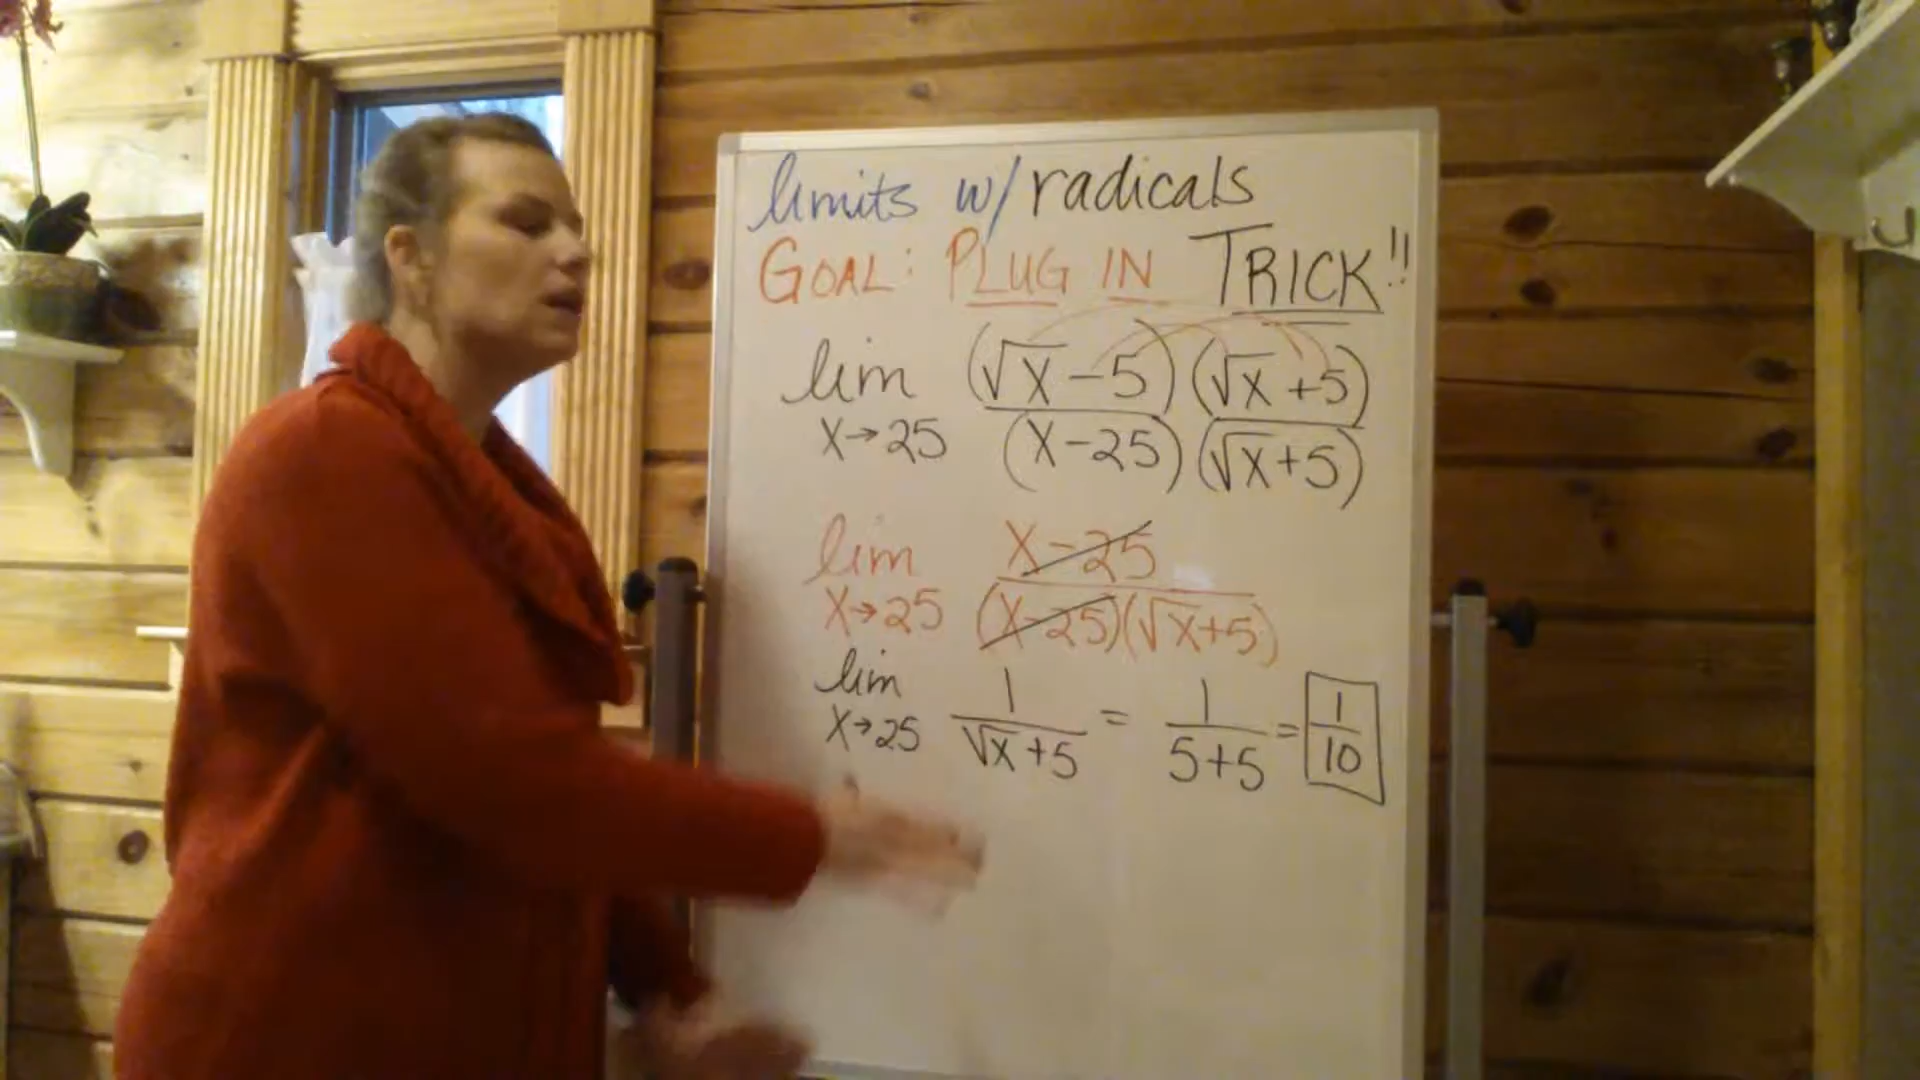 limits w/ radicals
GOAL: PLUG IN TRICK!!
lim (√x - 5) (√x + 5)
x→25 (x-25) (√x+5)
lim x-25
x→25 (x-25)(√x+5)
lim 1 1 1
x→25 √x+5 = 5+5 = 10